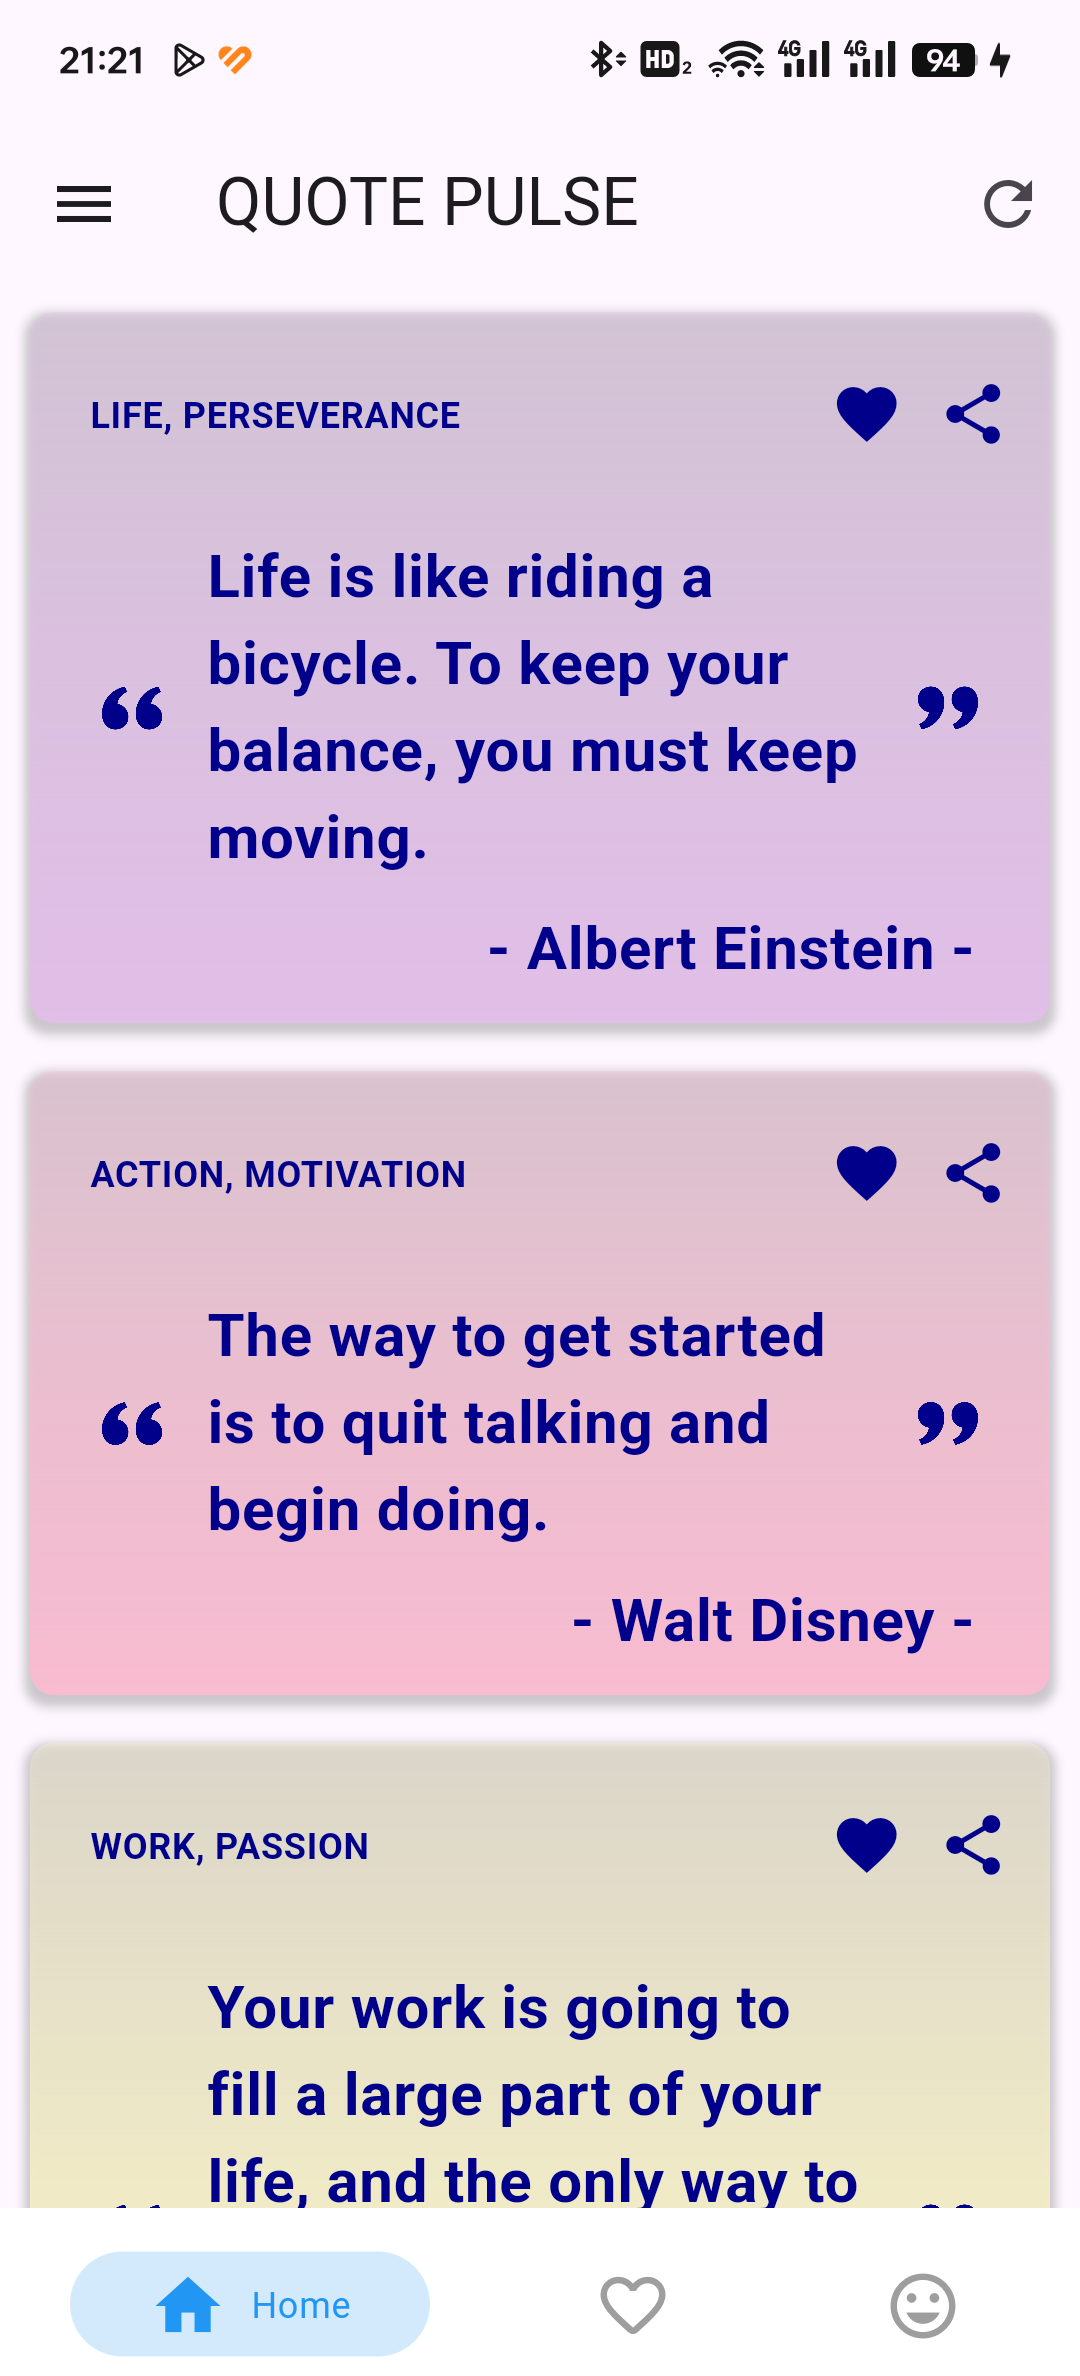 21:21
HD 2 4G 4G 94
QUOTE PULSE
LIFE, PERSEVERANCE
Life is like riding a
bicycle. To keep your
“ balance, you must keep ”
moving.
- Albert Einstein -
ACTION, MOTIVATION
The way to get started
“ is to quit talking and ”
begin doing.
- Walt Disney -
WORK, PASSION
Your work is going to
fill a large part of your
life, and the only way to
Home